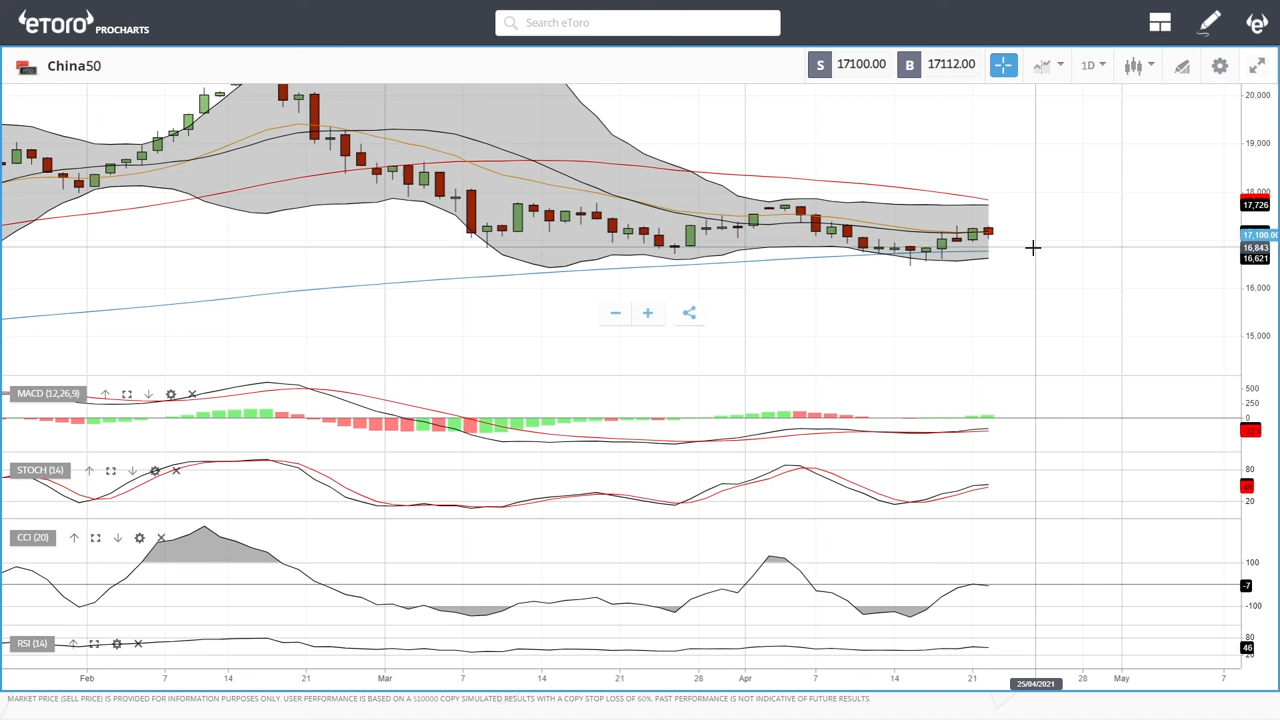 eToro PROCHARTS
Search eToro
China50
S 17100.00 B 17112.00 1D
20,000
19,000
18,000
17,726
17,100.00
16,843
16,621
16,000
15,000
MACD (12,26,9)
500
250
0
STOCH (14)
80
20
CCI (20)
100
-7
-100
RSI (14)
80
46
Feb 7 14 21 Mar 7 14 21 28 Apr 7 14 21 25/04/2021 28 May 7
MARKET PRICE (SELL PRICE) IS PROVIDED FOR INFORMATION PURPOSES ONLY. USER PERFORMANCE IS BASED ON A $10000 COPY SIMULATED RESULTS WITH A COPY STOP LOSS OF 60%. PAST PERFORMANCE IS NOT INDICATIVE OF FUTURE RESULTS.